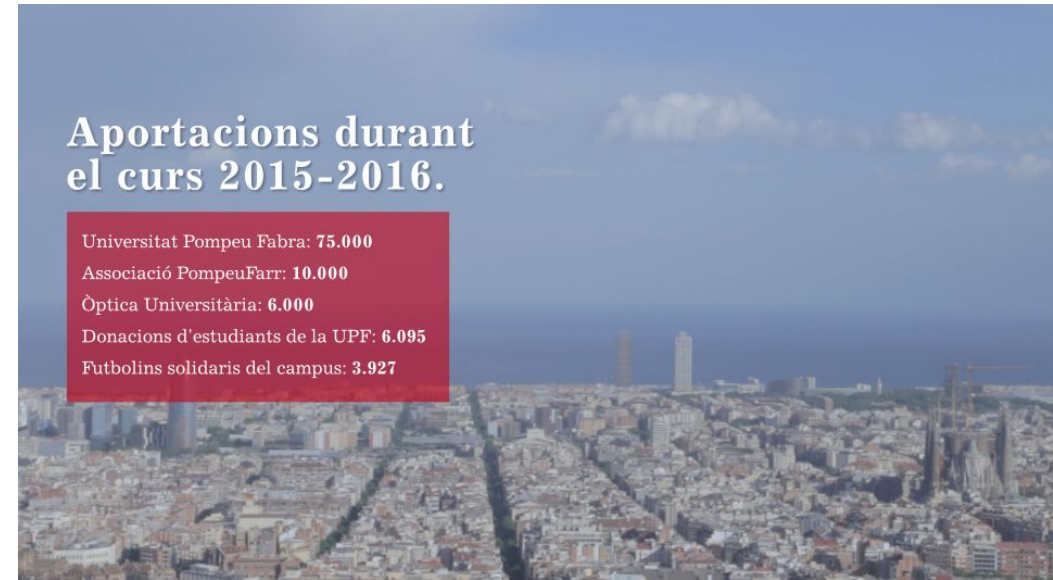 Aportacions durant
el curs 2015-2016.
Universitat Pompeu Fabra: 75.000
Associació PompeuFarr: 10.000
Òptica Universitària: 6.000
Donacions d'estudiants de la UPF: 6.095
Futbolins solidaris del campus: 3.927